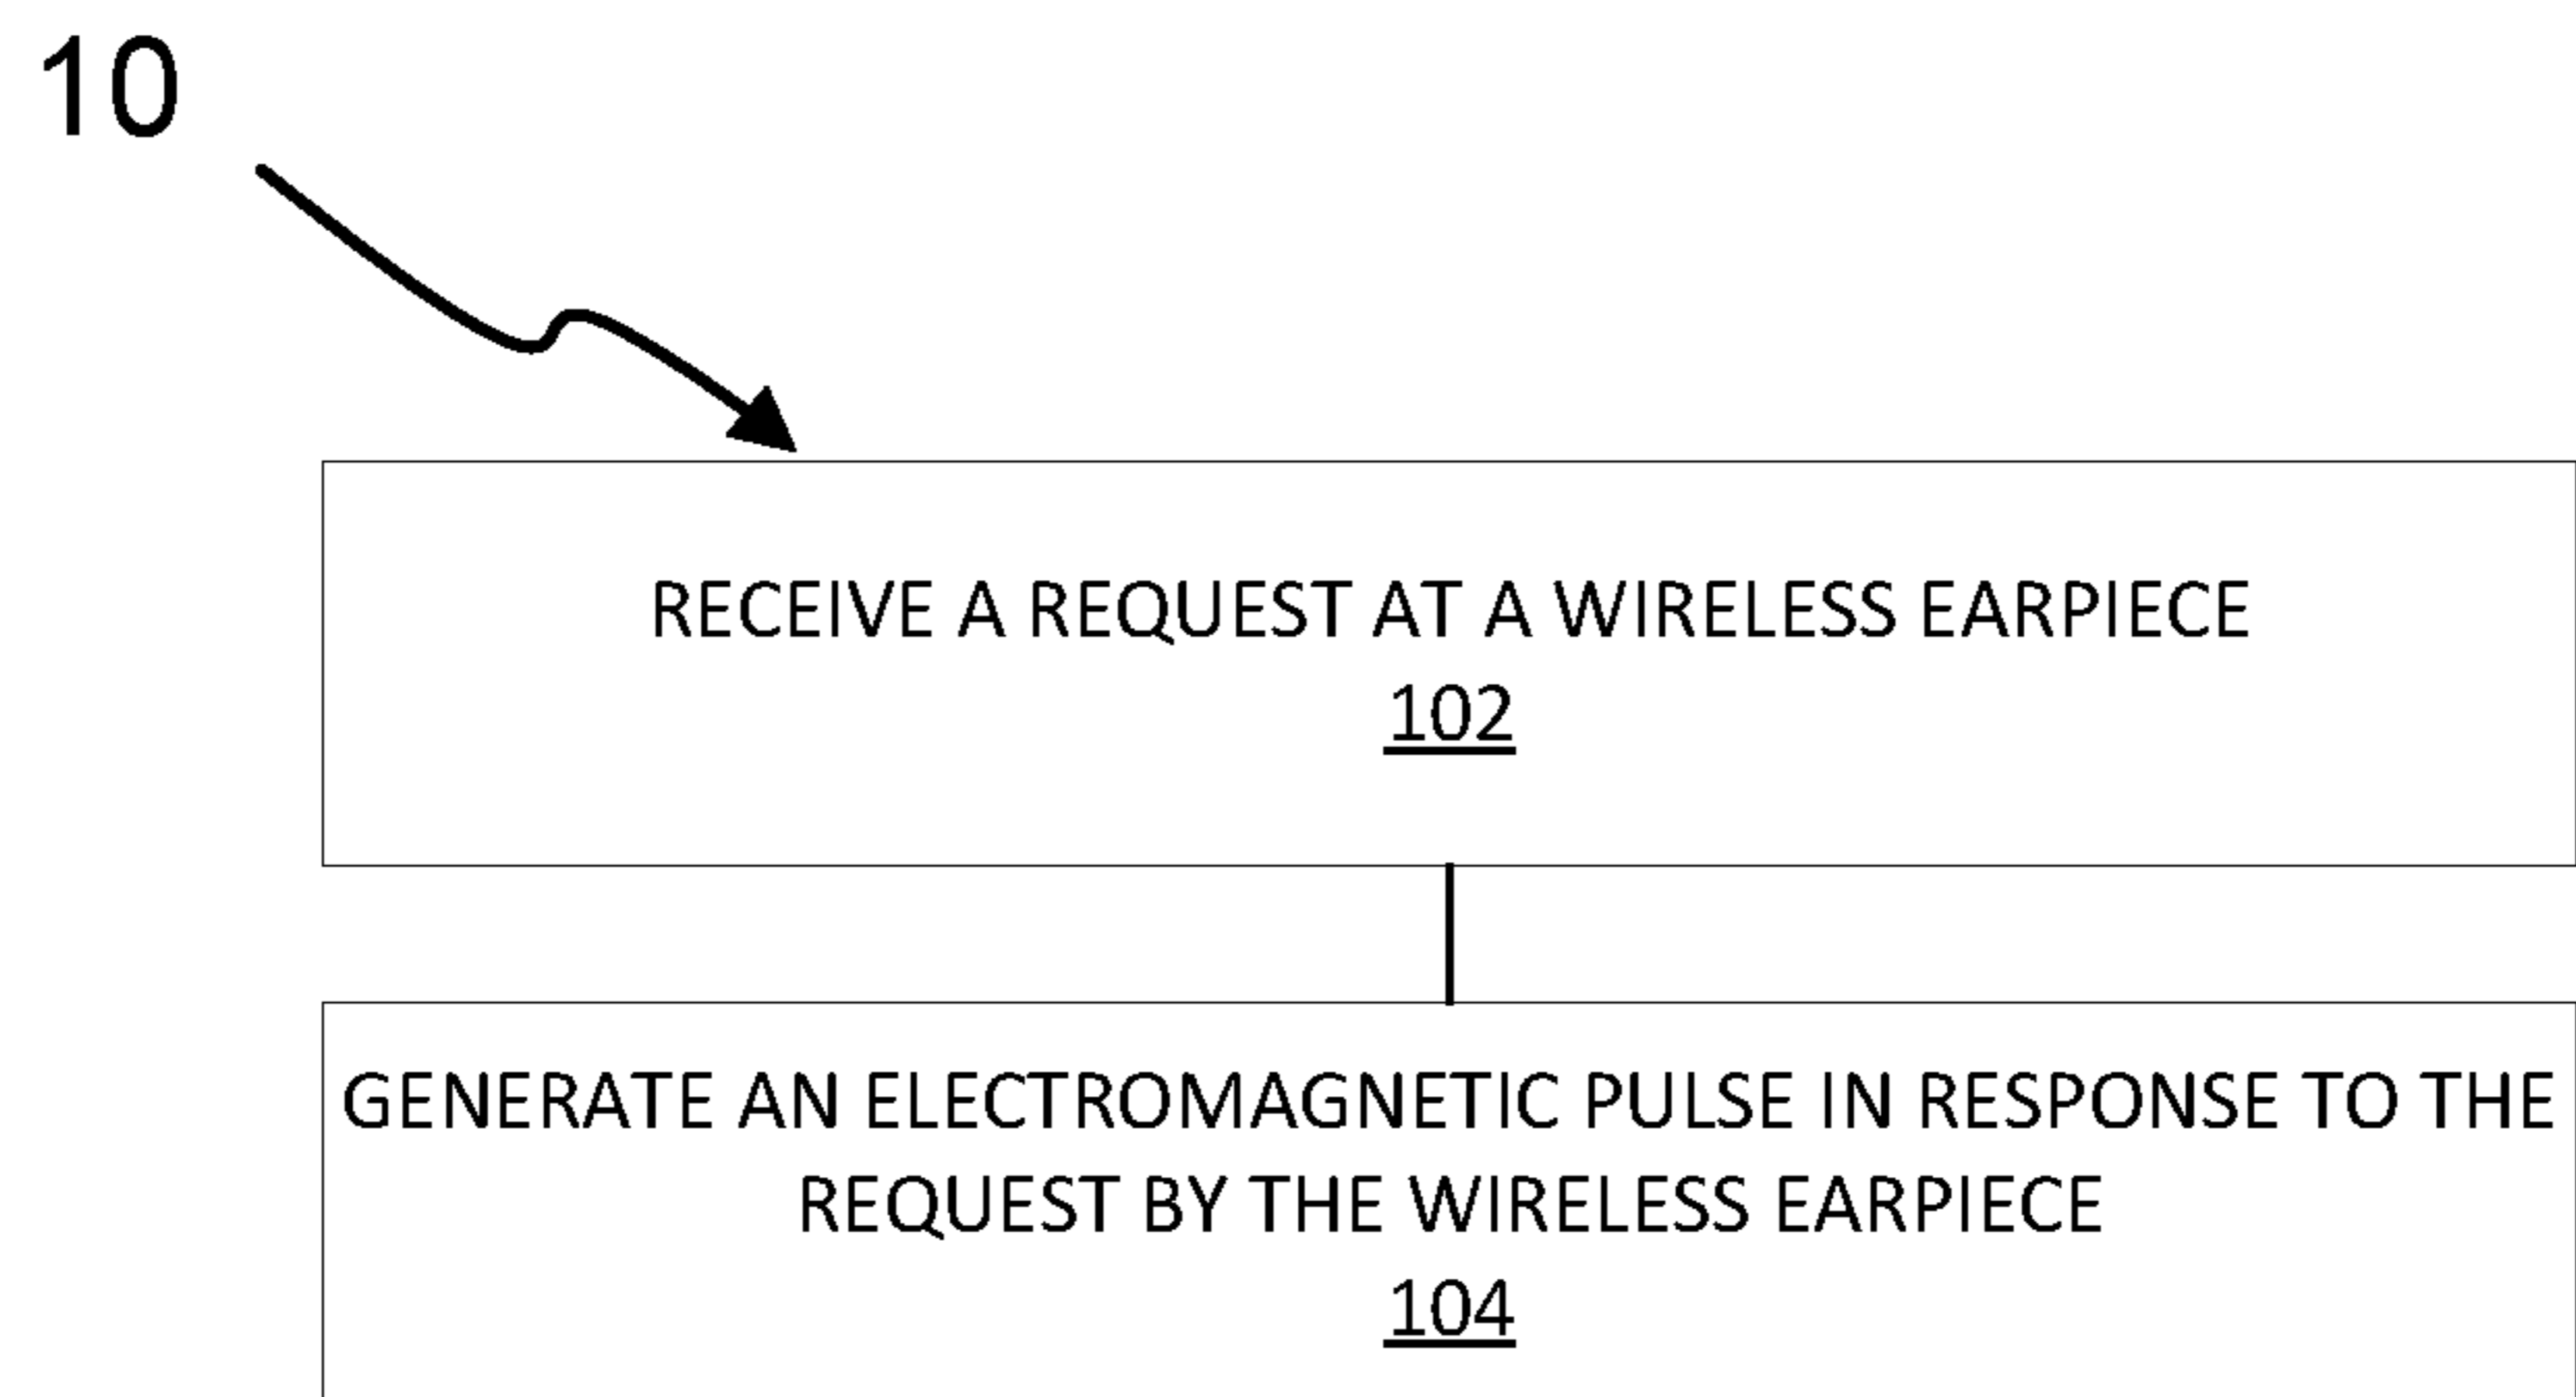 10
RECEIVE A REQUEST AT A WIRELESS EARPIECE
102
GENERATE AN ELECTROMAGNETIC PULSE IN RESPONSE TO THE
REQUEST BY THE WIRELESS EARPIECE
104